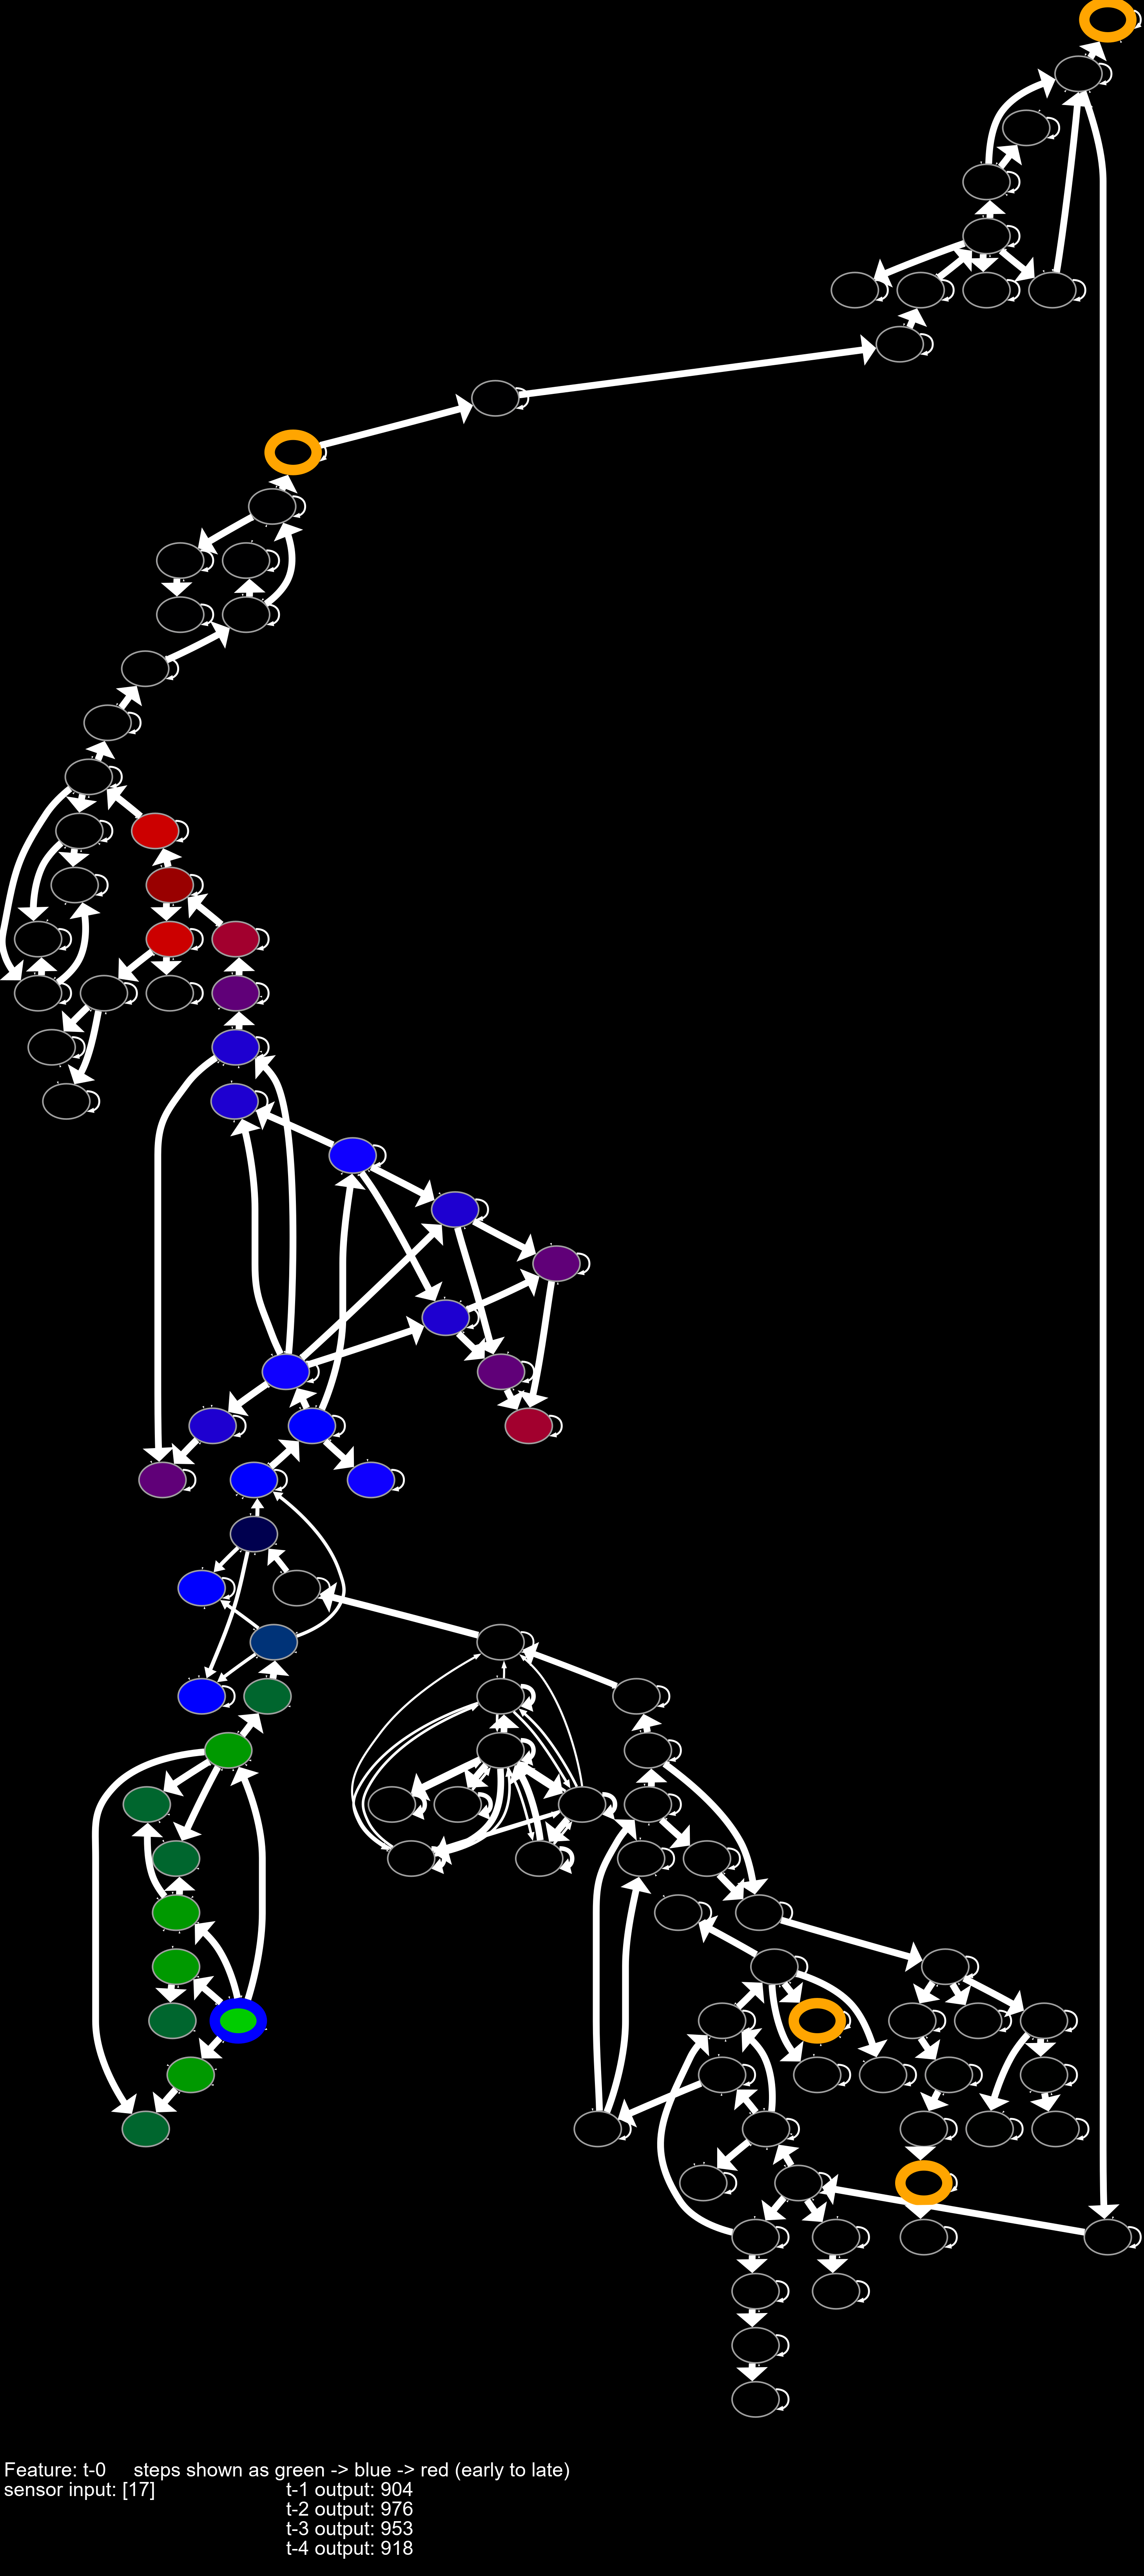 Feature: t-0 steps shown as green -> blue -> red (early to late)
sensor input: [17] t-1 output: 904
t-2 output: 976
t-3 output: 953
t-4 output: 918